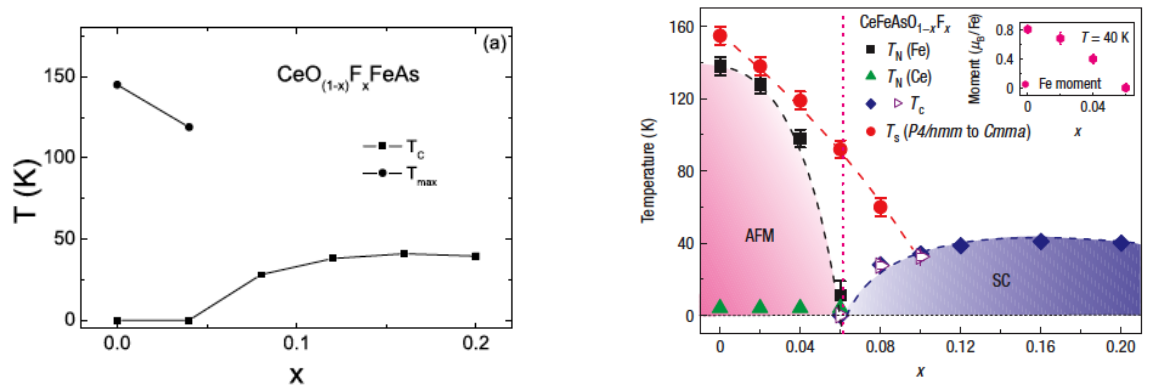 (a)
CeO(1-x)FxFeAs
T (K)
150
100
50
0
TC
Tmax
0.0
0.1
0.2
X
Temperature (K)
160
120
80
40
0
CeFeAsO1–xFx
TN (Fe)
TN (Ce)
Tc
Ts (P4/nmm to Cmma)
AFM
SC
0
0.04
0.08
0.12
0.16
0.20
x
Moment (μB/Fe)
0.8
0.4
0
T = 40 K
Fe moment
0
0.04
x